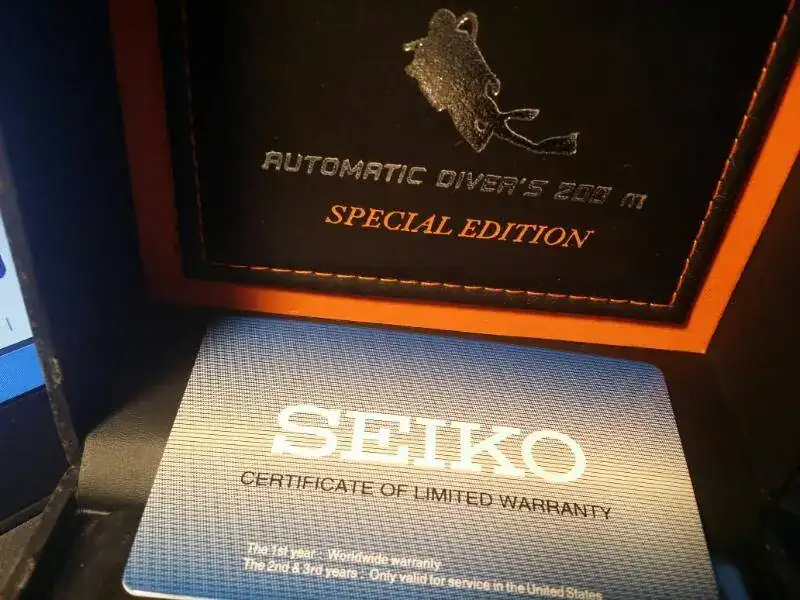 AUTOMATIC DIVER'S 200 m
SPECIAL EDITION
SEIKO
CERTIFICATE OF LIMITED WARRANTY
The 1st year : Worldwide warranty
The 2nd & 3rd years : Only valid for service in the United States